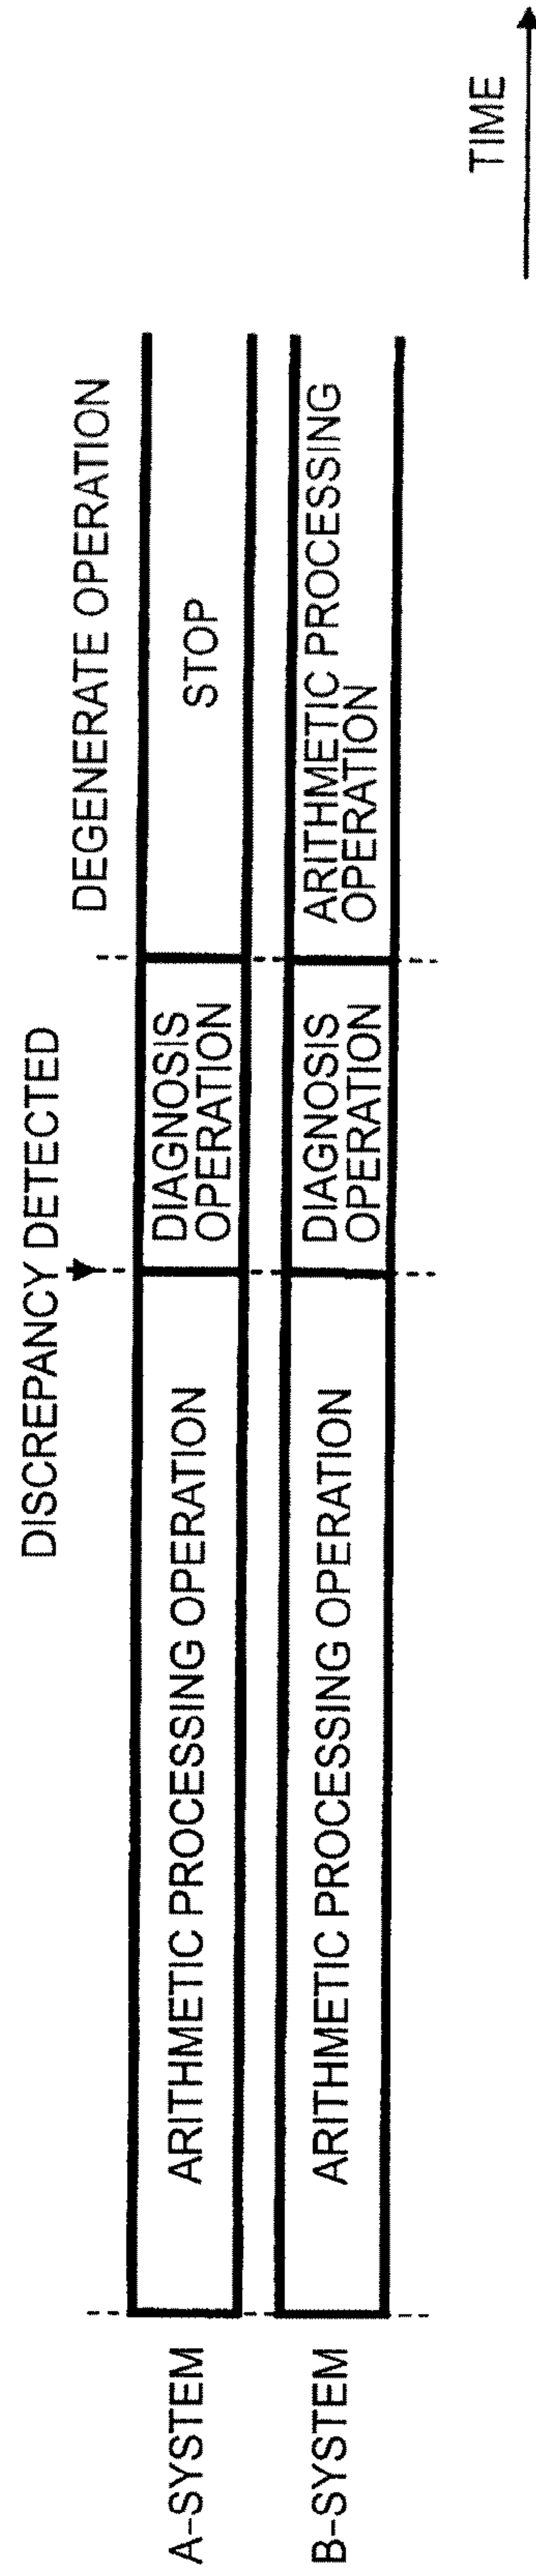 DISCREPANCY DETECTED
DEGENERATE OPERATION
A-SYSTEM
ARITHMETIC PROCESSING OPERATION
DIAGNOSIS
OPERATION
STOP
B-SYSTEM
ARITHMETIC PROCESSING OPERATION
DIAGNOSIS
OPERATION
ARITHMETIC PROCESSING
OPERATION
TIME